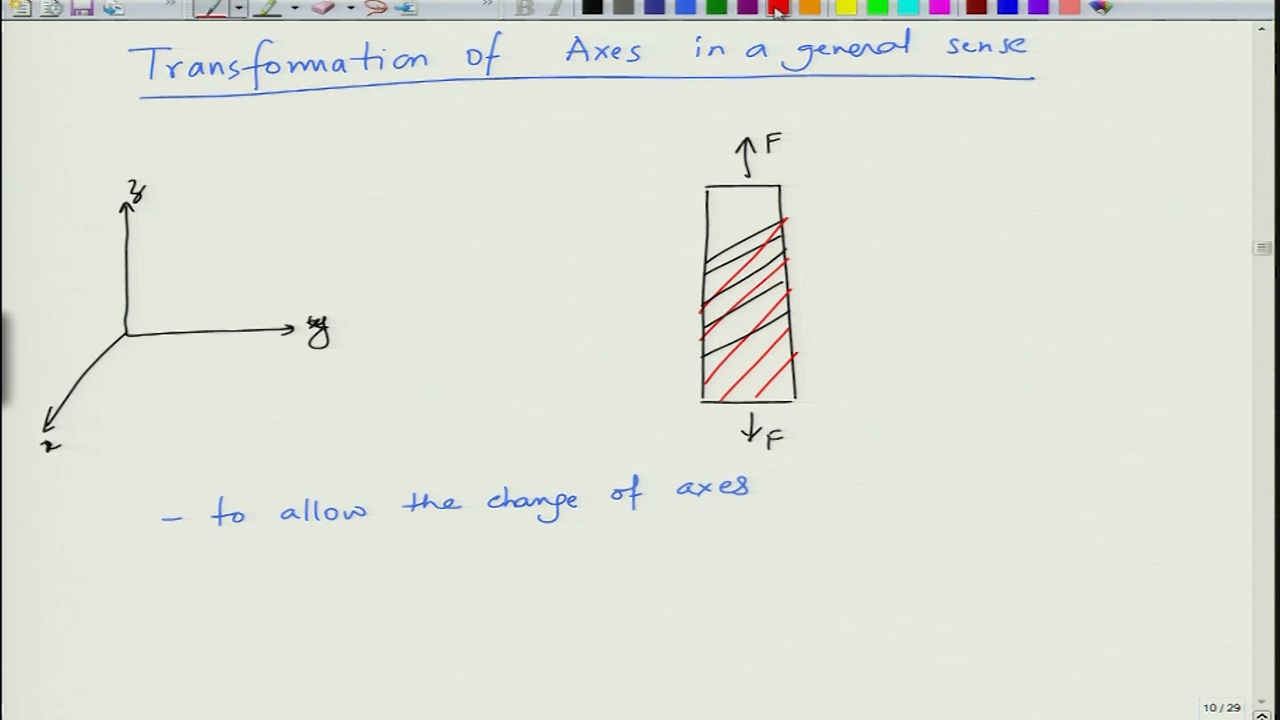 Transformation of Axes in a general sense
F
z
y
x
F
- to allow the change of axes
10 / 29